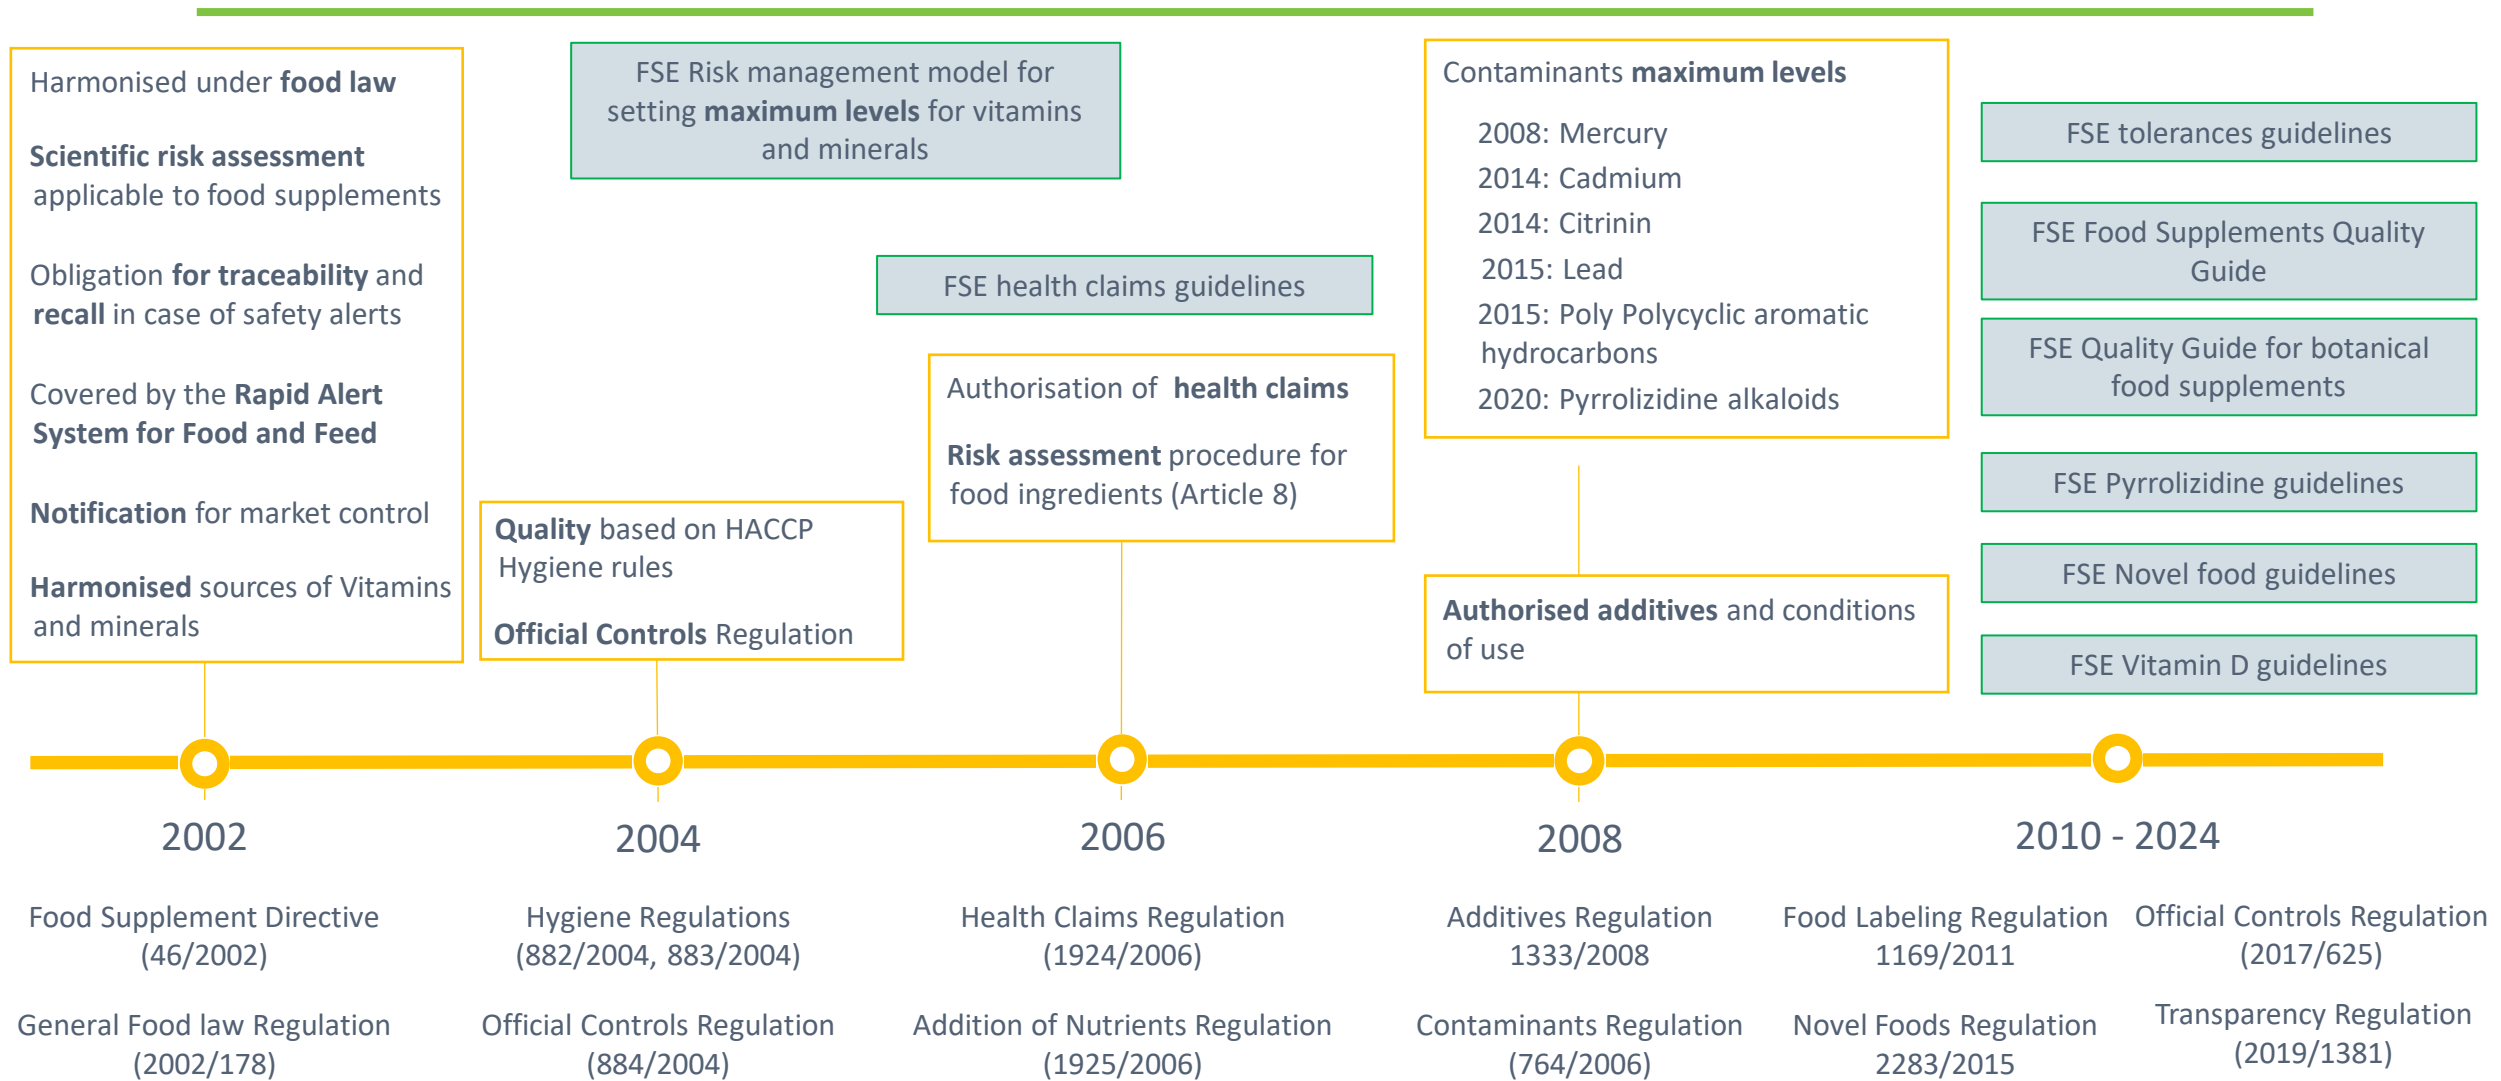 Harmonised under food law
Scientific risk assessment
applicable to food supplements
Obligation for traceability and
recall in case of safety alerts
Covered by the Rapid Alert
System for Food and Feed
Notification for market control
Harmonised sources of Vitamins
and minerals
FSE Risk management model for
setting maximum levels for vitamins
and minerals
Quality based on HACCP
Hygiene rules
Official Controls Regulation
FSE health claims guidelines
Authorisation of health claims
Risk assessment procedure for
food ingredients (Article 8)
Contaminants maximum levels
2008: Mercury
2014: Cadmium
2014: Citrinin
2015: Lead
2015: Poly Polycyclic aromatic
hydrocarbons
2020: Pyrrolizidine alkaloids
Authorised additives and conditions
of use
FSE tolerances guidelines
FSE Food Supplements Quality
Guide
FSE Quality Guide for botanical
food supplements
FSE Pyrrolizidine guidelines
FSE Novel food guidelines
FSE Vitamin D guidelines
2002
2004
2006
2008
2010 - 2024
Food Supplement Directive
(46/2002)
General Food law Regulation
(2002/178)
Hygiene Regulations
(882/2004, 883/2004)
Official Controls Regulation
(884/2004)
Health Claims Regulation
(1924/2006)
Addition of Nutrients Regulation
(1925/2006)
Additives Regulation
1333/2008
Contaminants Regulation
(764/2006)
Food Labeling Regulation
1169/2011
Novel Foods Regulation
2283/2015
Official Controls Regulation
(2017/625)
Transparency Regulation
(2019/1381)